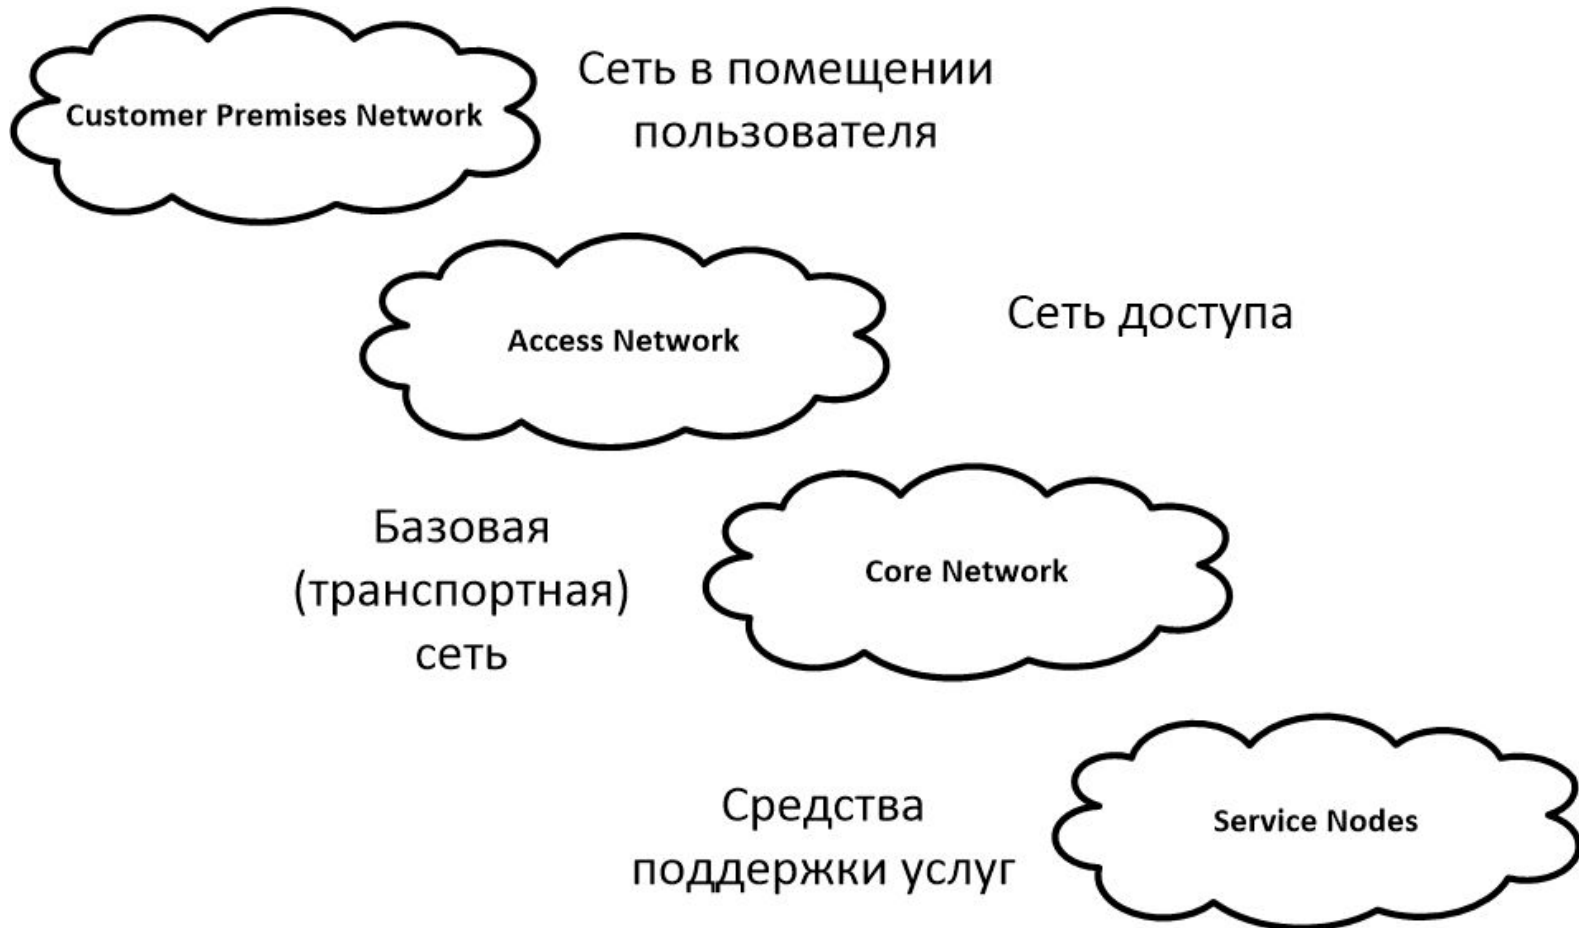 Customer Premises Network
Сеть в помещении
пользователя
Access Network
Сеть доступа
Базовая
(транспортная)
сеть
Core Network
Средства
поддержки услуг
Service Nodes